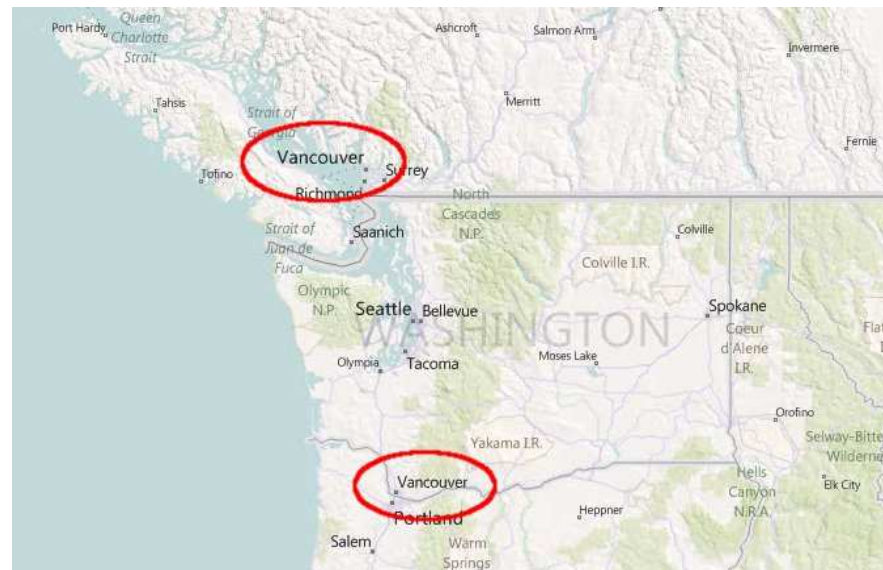 Queen
Charlotte
Strait
Port Hardy
Ashcroft
Salmon Arm
Invermere
Tahsis
Merritt
Strait of
Georgia
Fernie
Vancouver
Tofino
Surrey
Richmond
North
Cascades
N.P.
Strait of
Juan de
Fuca
Saanich
Colville
Colville I.R.
Olympic
N.P.
Seattle
Bellevue
Spokane
WASHINGTON
Coeur
d'Alene
I.R.
Flat
Olympia
Tacoma
Moses Lake
Orofino
Yakama I.R.
Selway-Bitte
Wilderne
Vancouver
Hells
Canyon
N.R.A.
Elk City
Portland
Heppner
Salem
Warm
Springs